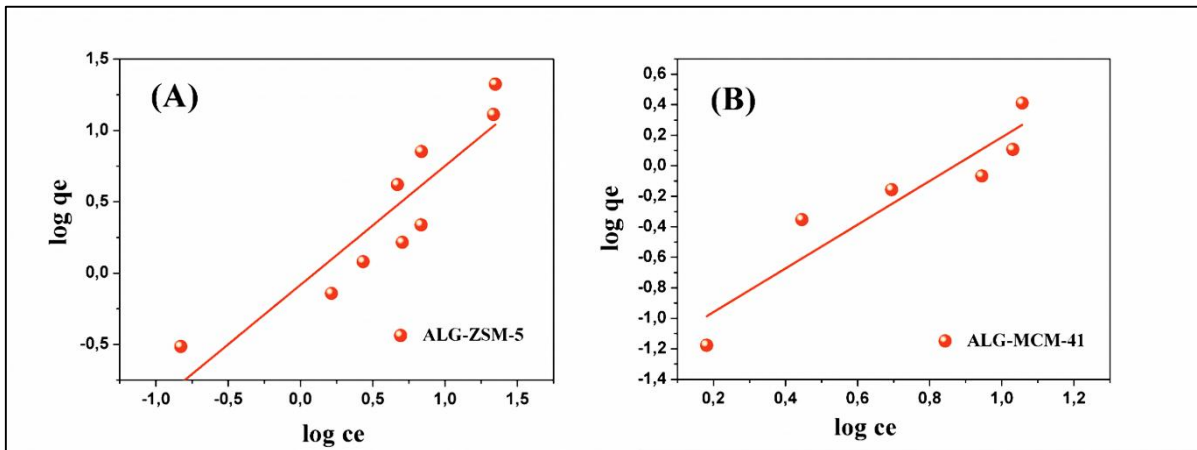 (A)
log qe
1,5
1,0
0,5
0,0
-0,5
-1,0 0,0 0,5 1,0 1,5
log ce
ALG-ZSM-5
(B)
log qe
0,6
0,4
0,2
0,0
-0,2
-0,4
-0,6
-0,8
-1,0
-1,2
-1,4
0,2 0,4 0,6 0,8 1,0 1,2
log ce
ALG-MCM-41